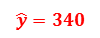 ŷ = 340